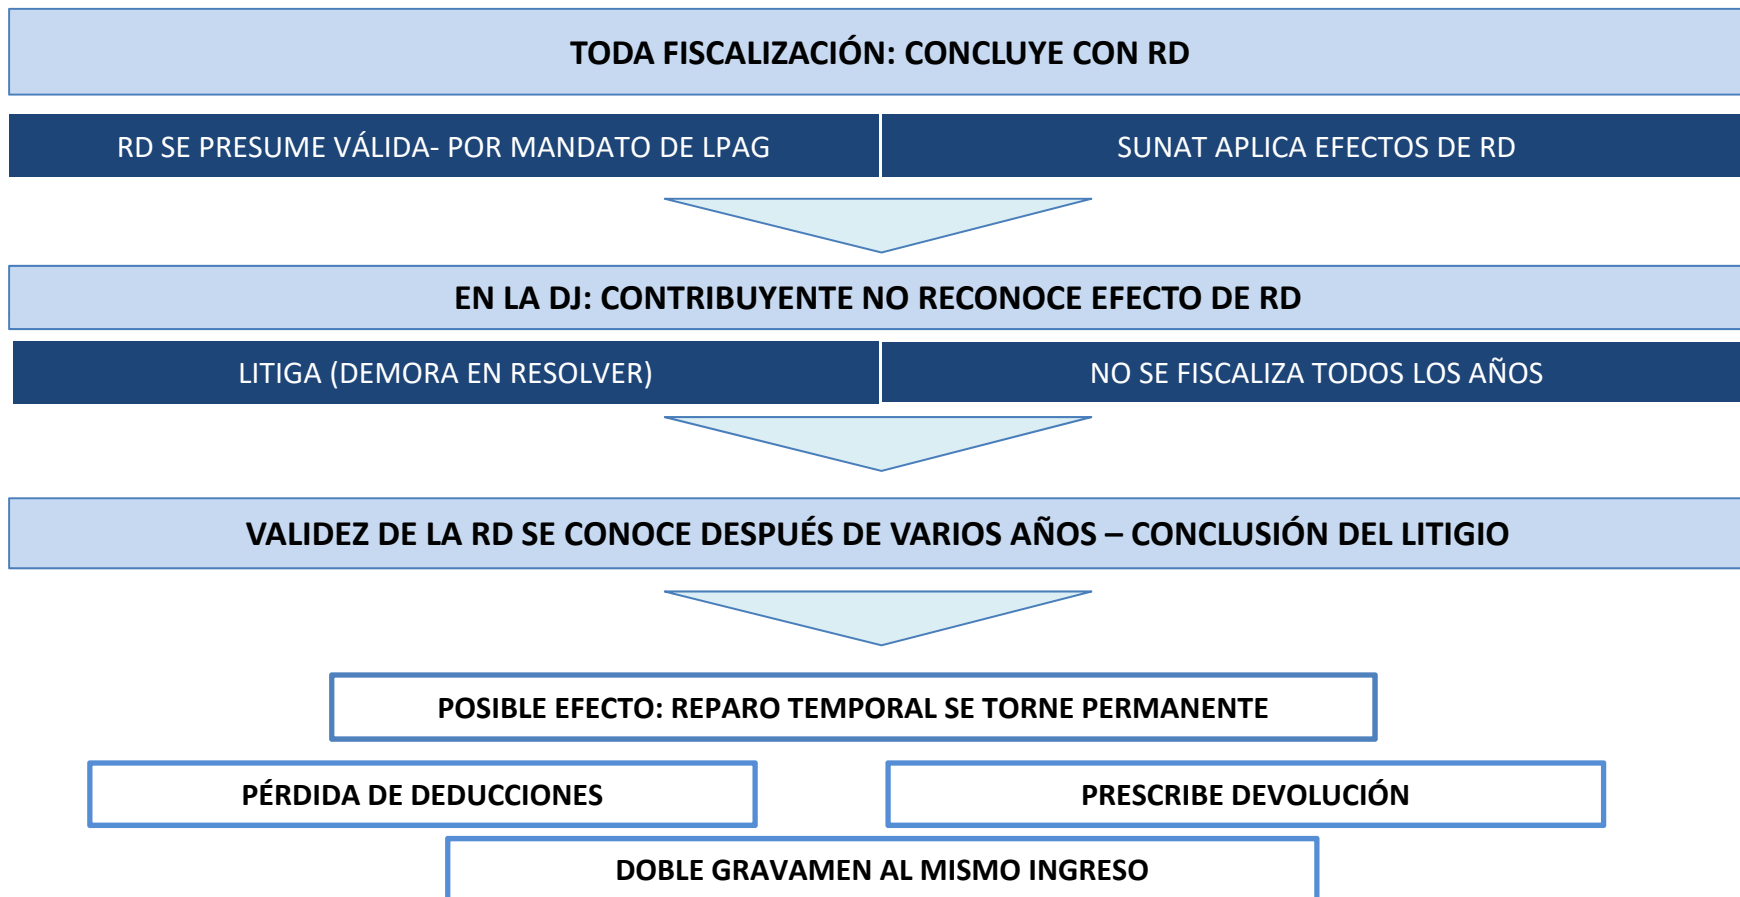 TODA FISCALIZACIÓN: CONCLUYE CON RD
RD SE PRESUME VÁLIDA- POR MANDATO DE LPAG
SUNAT APLICA EFECTOS DE RD
EN LA DJ: CONTRIBUYENTE NO RECONOCE EFECTO DE RD
LITIGA (DEMORA EN RESOLVER)
NO SE FISCALIZA TODOS LOS AÑOS
VALIDEZ DE LA RD SE CONOCE DESPUÉS DE VARIOS AÑOS – CONCLUSIÓN DEL LITIGIO
POSIBLE EFECTO: REPARO TEMPORAL SE TORNE PERMANENTE
PÉRDIDA DE DEDUCCIONES
PRESCRIBE DEVOLUCIÓN
DOBLE GRAVAMEN AL MISMO INGRESO